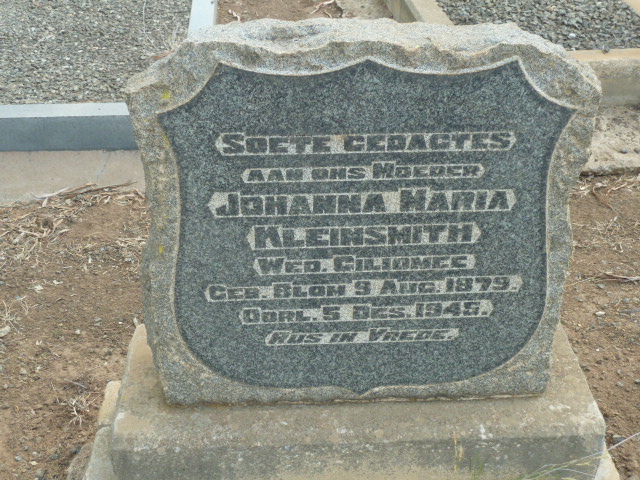 SOETE GEDAGTES
AAN ONS MOEDER
JOHANNA MARIA
KLEINSMITH
WED. GILIOMEE
GEB. BLOM 9 AUG. 1879.
OORL. 5 DES. 1945.
RUS IN VREDE.